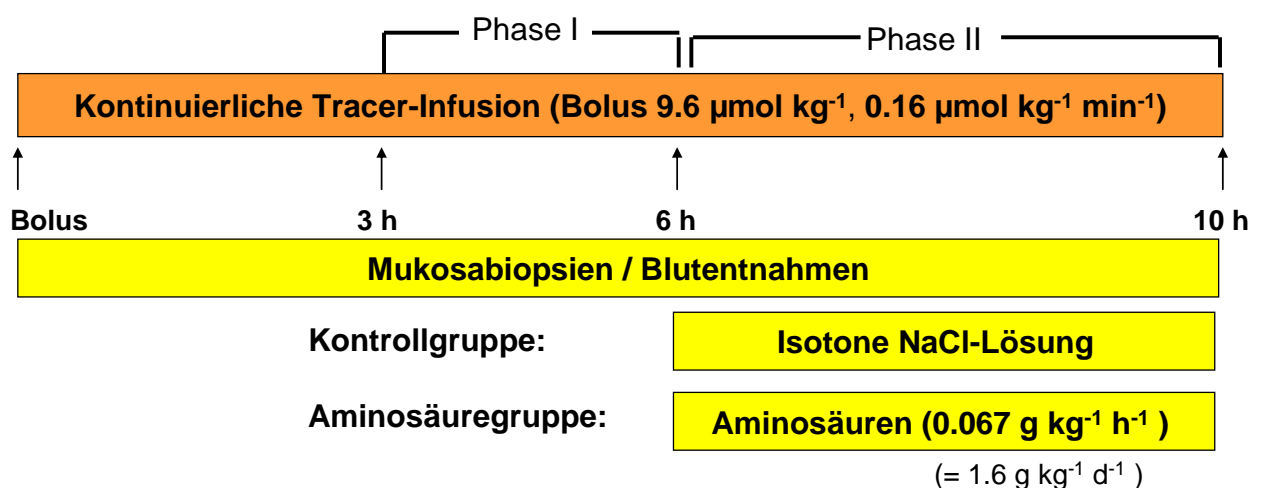 Phase I
Phase II
Kontinuierliche Tracer-Infusion (Bolus 9.6 µmol kg⁻¹, 0.16 µmol kg⁻¹ min⁻¹)
Bolus 3 h 6 h 10 h
Mukosabiopsien / Blutentnahmen
Kontrollgruppe: Isotone NaCl-Lösung
Aminosäuregruppe: Aminosäuren (0.067 g kg⁻¹ h⁻¹ )
(= 1.6 g kg⁻¹ d⁻¹ )